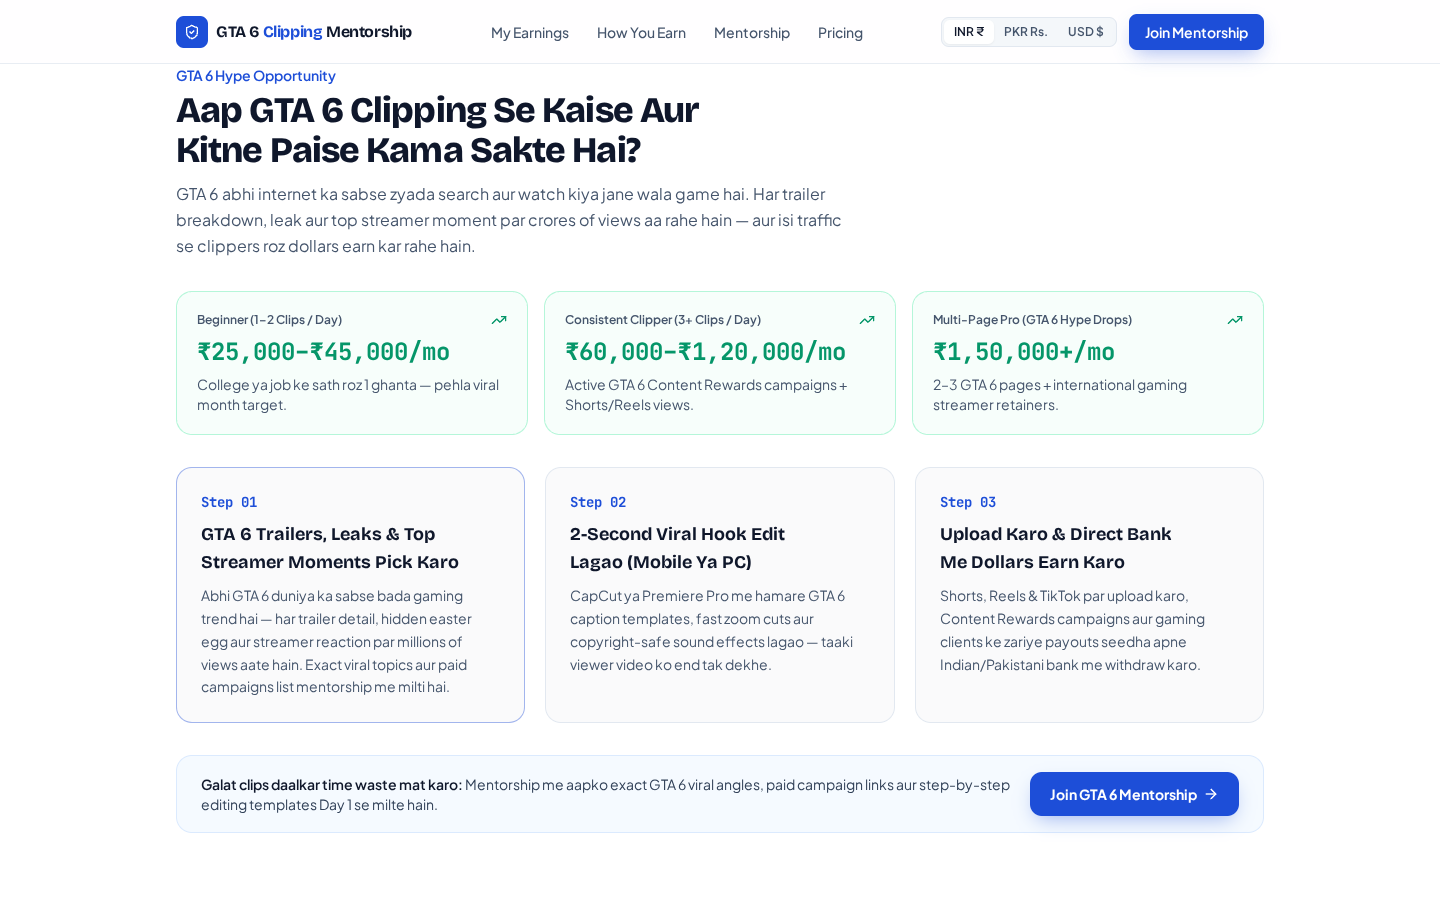 GTA 6 Clipping Mentorship
My Earnings
How You Earn
Mentorship
Pricing
INR ₹
PKR Rs.
USD $
Join Mentorship
GTA 6 Hype Opportunity
Aap GTA 6 Clipping Se Kaise Aur
Kitne Paise Kama Sakte Hai?
GTA 6 abhi internet ka sabse zyada search aur watch kiya jane wala game hai. Har trailer
breakdown, leak aur top streamer moment par crores of views aa rahe hain — aur isi traffic
se clippers roz dollars earn kar rahe hain.
Beginner (1–2 Clips / Day)
₹25,000–₹45,000/mo
College ya job ke sath roz 1 ghanta — pehla viral
month target.
Consistent Clipper (3+ Clips / Day)
₹60,000–₹1,20,000/mo
Active GTA 6 Content Rewards campaigns +
Shorts/Reels views.
Multi-Page Pro (GTA 6 Hype Drops)
₹1,50,000+/mo
2–3 GTA 6 pages + international gaming
streamer retainers.
Step 01
GTA 6 Trailers, Leaks & Top
Streamer Moments Pick Karo
Abhi GTA 6 duniya ka sabse bada gaming
trend hai — har trailer detail, hidden easter
egg aur streamer reaction par millions of
views aate hain. Exact viral topics aur paid
campaigns list mentorship me milti hai.
Step 02
2-Second Viral Hook Edit
Lagao (Mobile Ya PC)
CapCut ya Premiere Pro me hamare GTA 6
caption templates, fast zoom cuts aur
copyright-safe sound effects lagao — taaki
viewer video ko end tak dekhe.
Step 03
Upload Karo & Direct Bank
Me Dollars Earn Karo
Shorts, Reels & TikTok par upload karo,
Content Rewards campaigns aur gaming
clients ke zariye payouts seedha apne
Indian/Pakistani bank me withdraw karo.
Galat clips daalkar time waste mat karo: Mentorship me aapko exact GTA 6 viral angles, paid campaign links aur step-by-step
editing templates Day 1 se milte hain.
Join GTA 6 Mentorship →